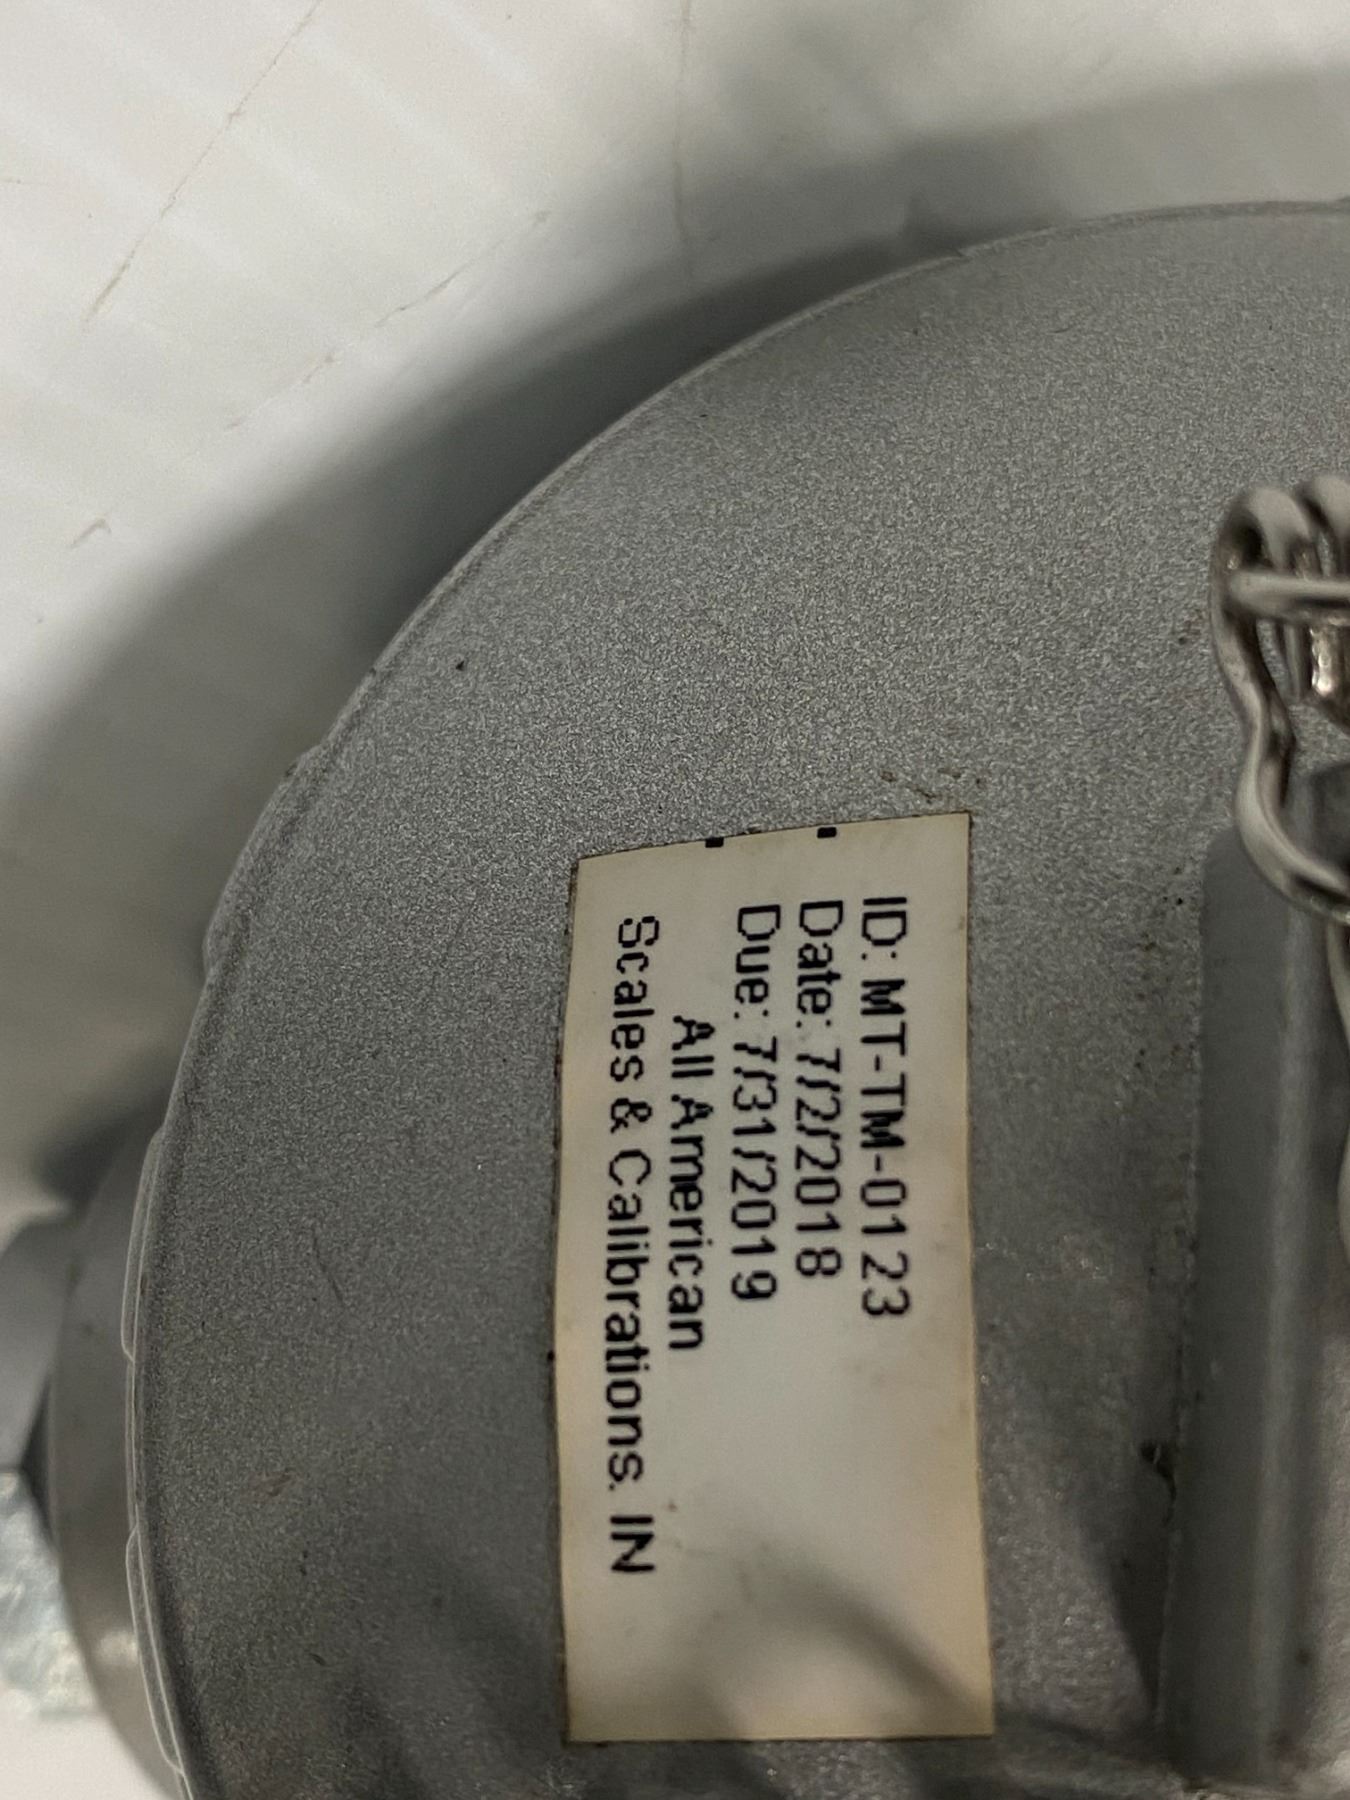 ID: MT-TM-0123
Date: 7/2/2018
Due: 7/31/2019
All American
Scales & Calibrations. IN